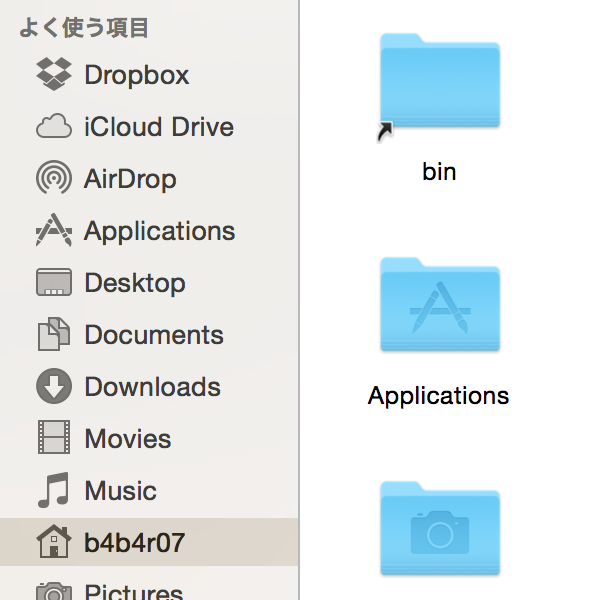 よく使う項目
Dropbox
iCloud Drive
AirDrop
Applications
Desktop
Documents
Downloads
Movies
Music
b4b4r07
Pictures
bin
Applications